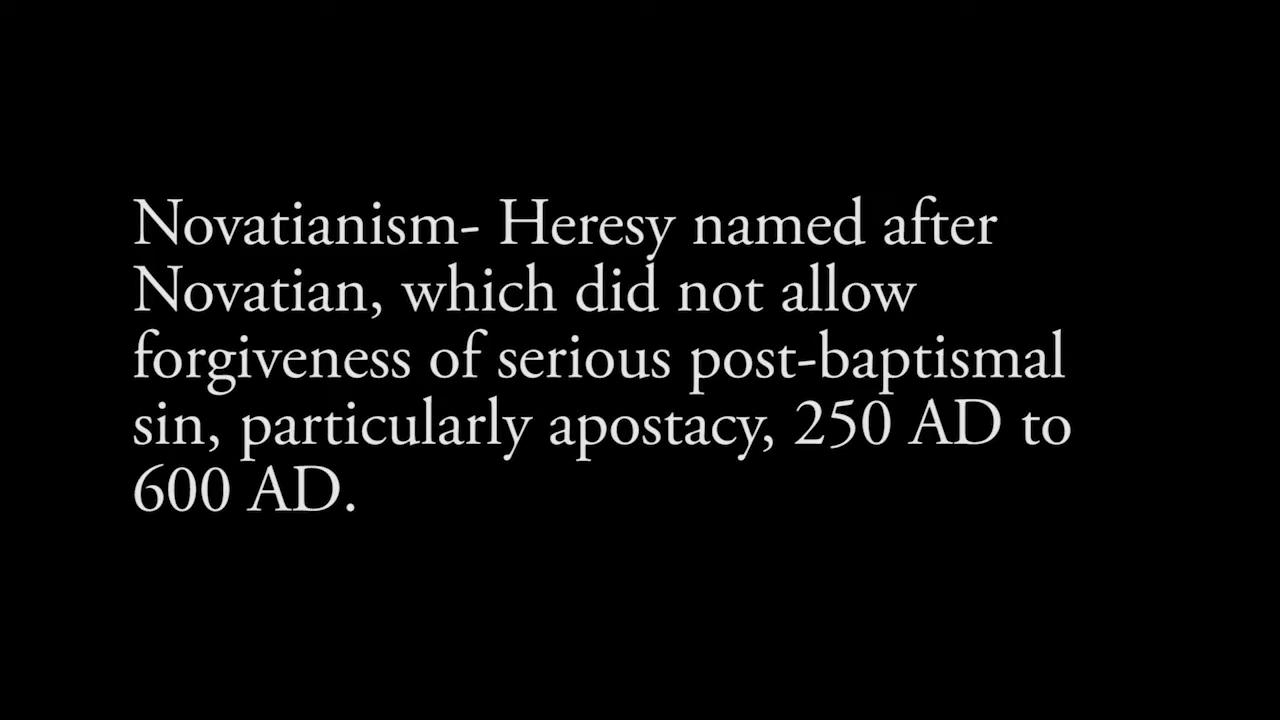 Novatianism- Heresy named after
Novatian, which did not allow
forgiveness of serious post-baptismal
sin, particularly apostacy, 250 AD to
600 AD.